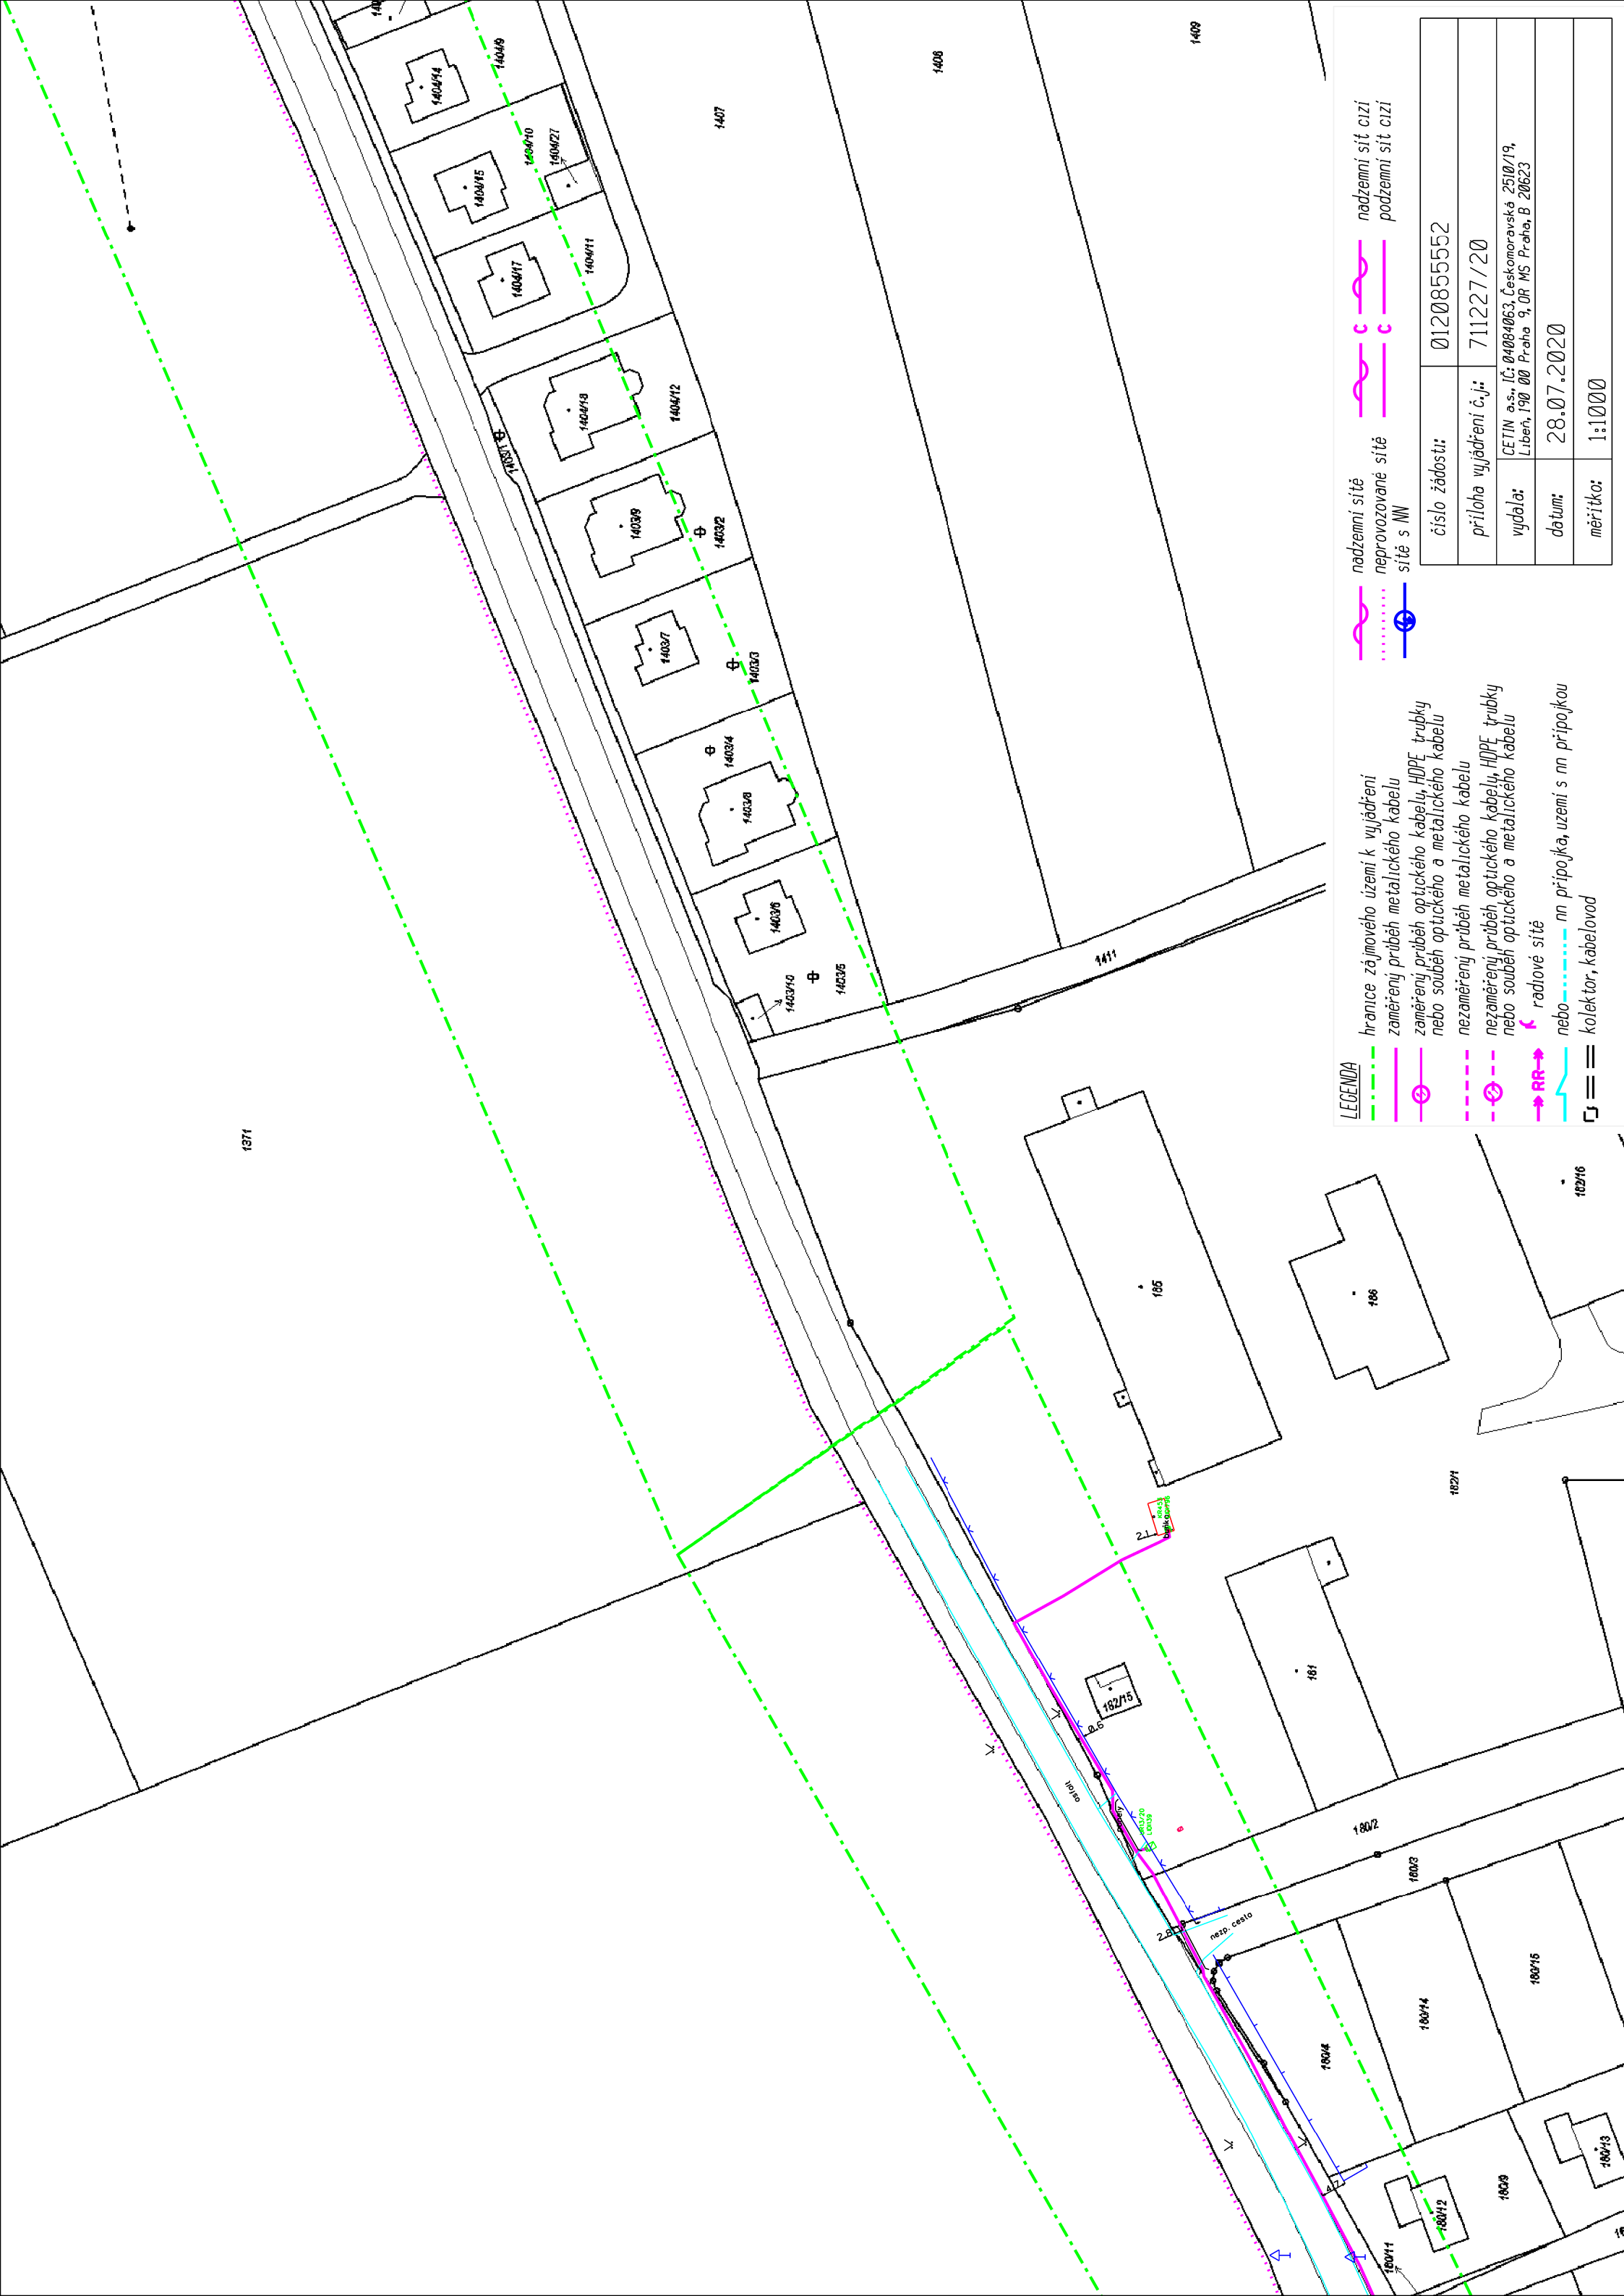 1404/9
1404/14
1404/10
1404/27
1404/15
1404/11
1404/17
1404/18
1404/12
1403/1
1403/9
1403/2
1403/7
1403/3
1403/4
1403/8
1403/6
1403/5
1403/10
1407
1408
1409
1411
1371
185
186
182/16
182/1
181
182/15
2.1
0.6
asfalt
6
180/2
180/3
2.8
nezp. cesta
180/4
180/14
180/15
180/9
180/13
180/12
180/11
4.7
LEGENDA
hranice zájmového území k vyjádření
zaměřený průběh metalického kabelu
zaměřený průběh optického kabelu, HDPE trubky
nebo souběh optického a metalického kabelu
nezaměřený průběh metalického kabelu
nezaměřený průběh optického kabelu, HDPE trubky
nebo souběh optického a metalického kabelu
RR radiové sítě
nebo nn přípojka, území s nn přípojkou
kolektor, kabelovod
nadzemní sítě
neprovozované sítě
sítě s NN
C nadzemní síť cizí
C podzemní síť cizí
číslo žádosti: 0120855552
příloha vyjádření č.j.: 711227/20
vydala: CETIN a.s., IČ: 04084063, Českomoravská 2510/19,
Libeň, 190 00 Praha 9, OR MS Praha, B 20623
datum: 28.07.2020
měřítko: 1:1000